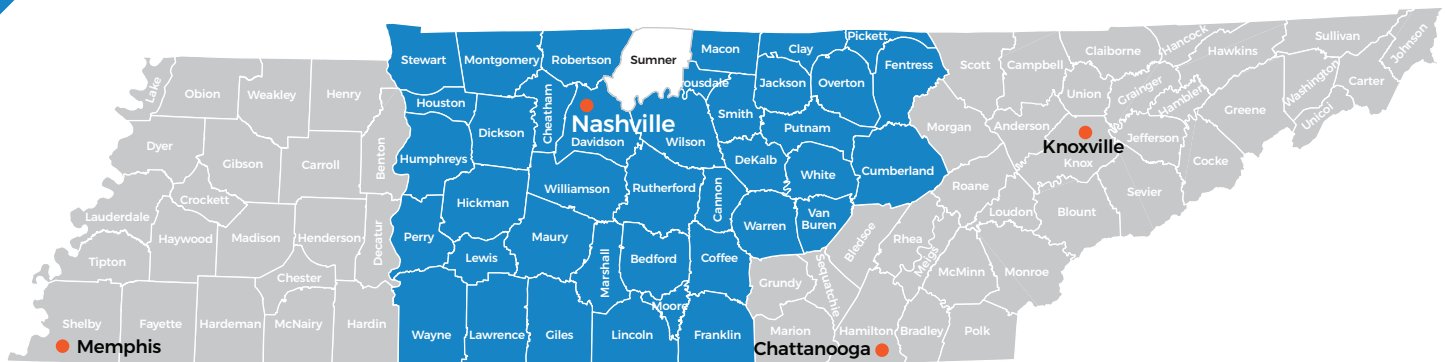 Lake
Obion
Weakley
Henry
Dyer
Gibson
Carroll
Benton
Crockett
Lauderdale
Haywood
Madison
Henderson
Decatur
Tipton
Chester
Shelby
Fayette
Hardeman
McNairy
Hardin
Memphis
Stewart
Montgomery
Robertson
Sumner
Macon
Clay
Pickett
Fentress
Houston
Cheatham
ousdale
Jackson
Overton
Dickson
Nashville
Davidson
Wilson
Smith
Putnam
Humphreys
DeKalb
White
Cumberland
Williamson
Rutherford
Cannon
Hickman
Perry
Lewis
Maury
Marshall
Bedford
Coffee
Warren
Van
Buren
Wayne
Lawrence
Giles
Lincoln
Moore
Franklin
Scott
Campbell
Claiborne
Hancock
Hawkins
Sullivan
Johnson
Union
Grainger
Hamblen
Washington
Carter
Unicoi
Greene
Morgan
Anderson
Knoxville
Knox
Jefferson
Cocke
Sevier
Roane
Loudon
Blount
Bledsoe
Rhea
Meigs
McMinn
Monroe
Grundy
Sequatchie
Marion
Hamilton
Bradley
Polk
Chattanooga